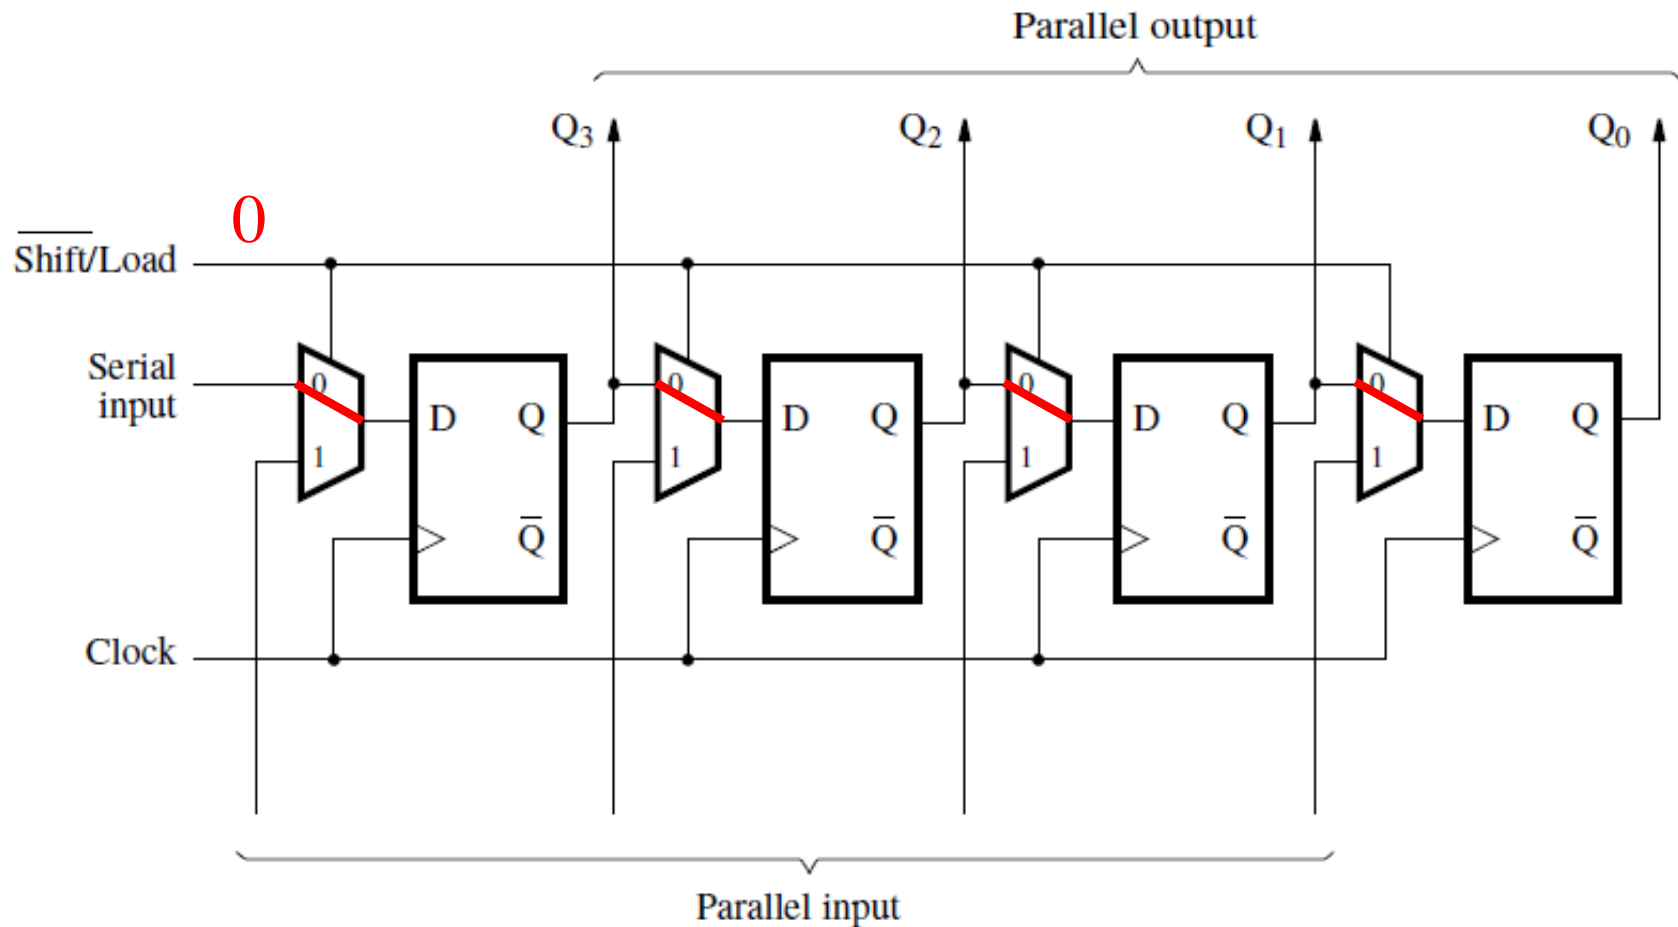 Parallel output
Q3 Q2 Q1 Q0
0
S̅h̅i̅f̅t̅/Load
Serial
input
0 0 0 0
D Q D Q D Q D Q
1 1 1 1
Q̅ Q̅ Q̅ Q̅
Clock
Parallel input